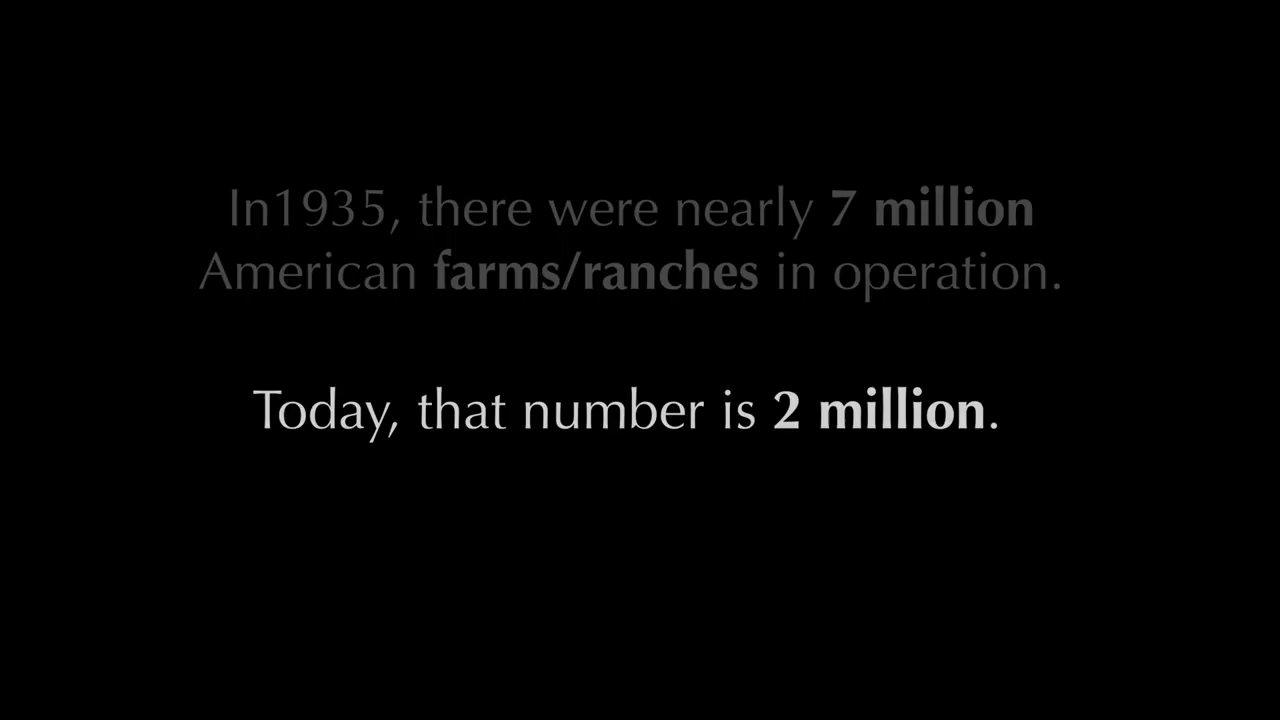 In1935, there were nearly 7 million
American farms/ranches in operation.
Today, that number is 2 million.